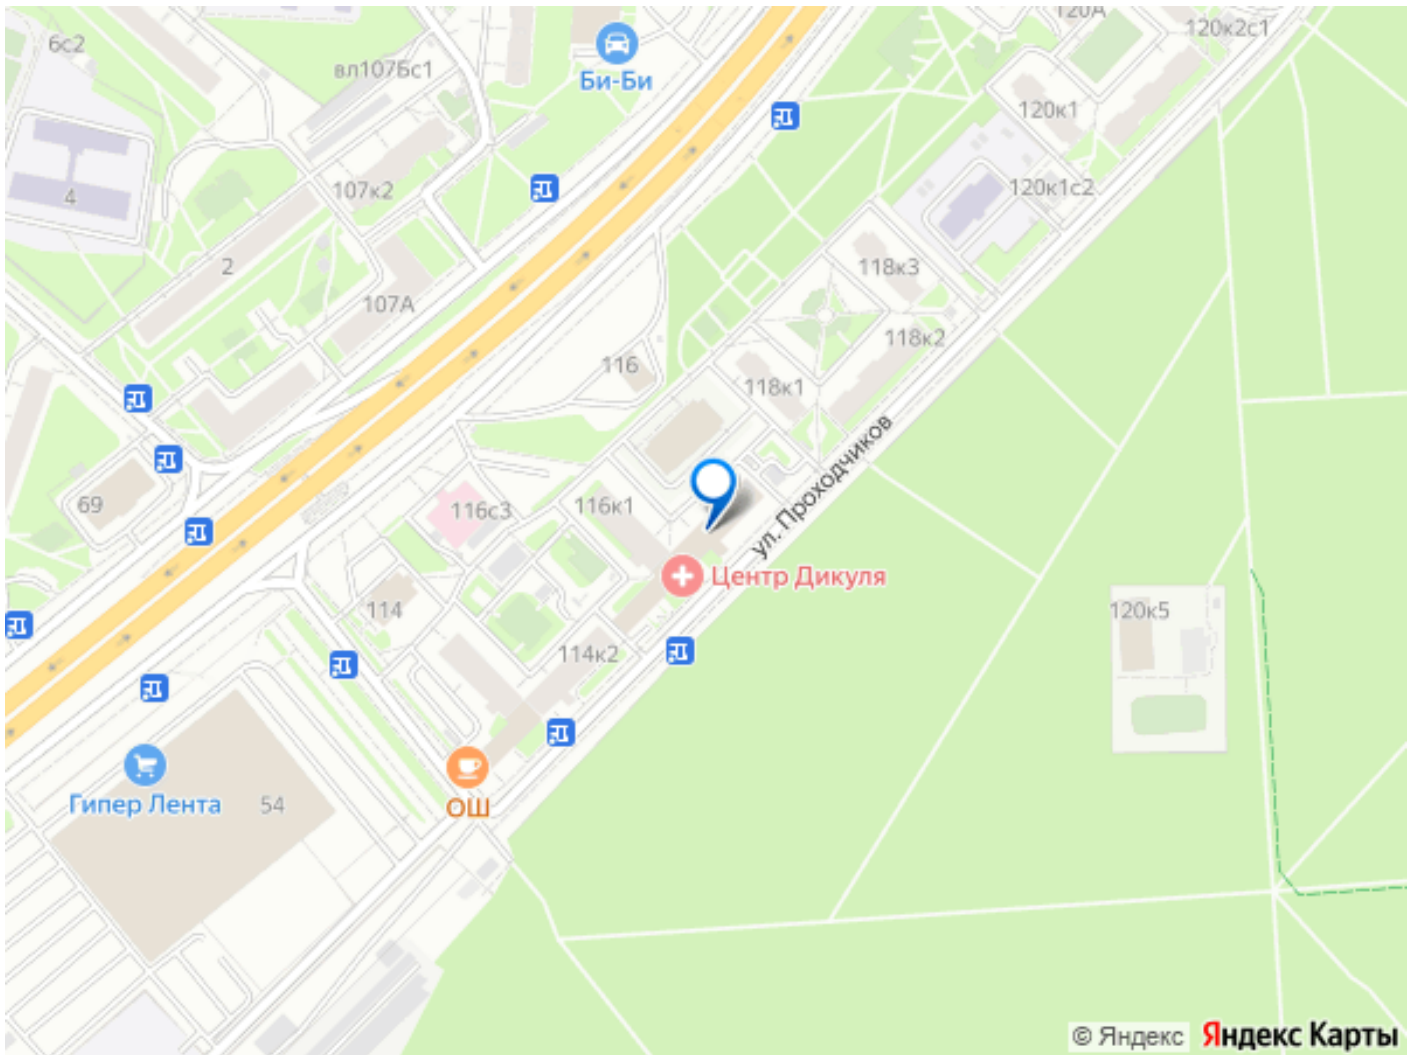 120А
120к2с1
6с2
вл107Бс1
Би-Би
120к1
4
107к2
120к1с2
2
118к3
107А
118к2
116
118к1
ул. Проходчиков
69
116с3
116к1
Центр Дикуля
114
120к5
114к2
Гипер Лента
54
ОШ
© Яндекс Яндекс Карты